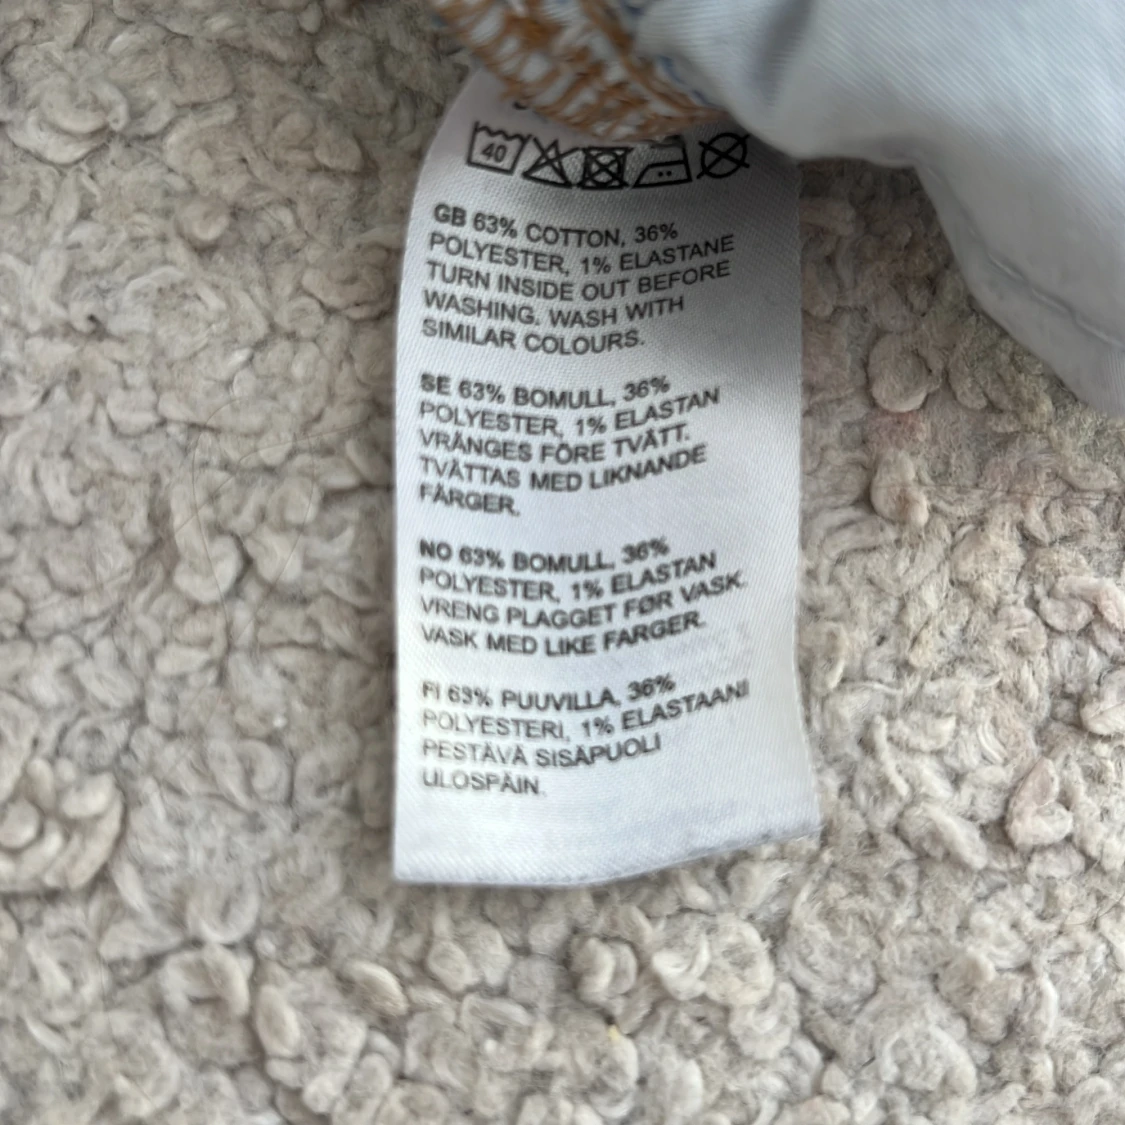 40
GB 63% COTTON, 36%
POLYESTER, 1% ELASTANE
TURN INSIDE OUT BEFORE
WASHING. WASH WITH
SIMILAR COLOURS.
SE 63% BOMULL, 36%
POLYESTER, 1% ELASTAN
VRÄNGES FÖRE TVÄTT.
TVÄTTAS MED LIKNANDE
FÄRGER.
NO 63% BOMULL, 36%
POLYESTER, 1% ELASTAN
VRENG PLAGGET FØR VASK.
VASK MED LIKE FARGER.
FI 63% PUUVILLA, 36%
POLYESTERI, 1% ELASTAANI
PESTÄVÄ SISÄPUOLI
ULOSPÄIN.